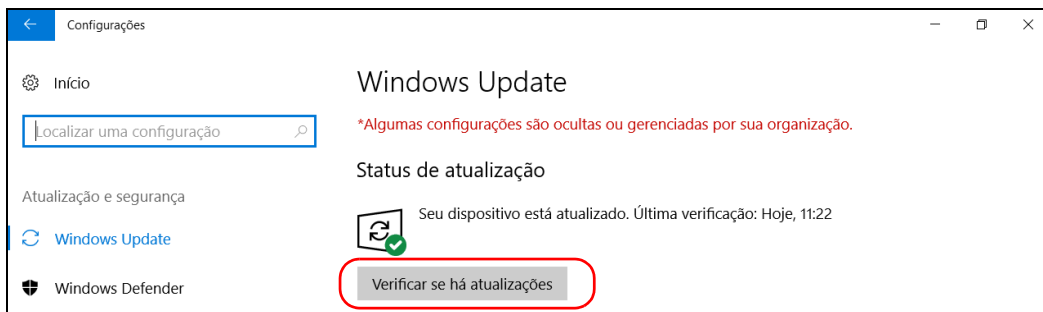 Configurações
Início
Localizar uma configuração
Atualização e segurança
Windows Update
Windows Defender
Windows Update
*Algumas configurações são ocultas ou gerenciadas por sua organização.
Status de atualização
Seu dispositivo está atualizado. Última verificação: Hoje, 11:22
Verificar se há atualizações